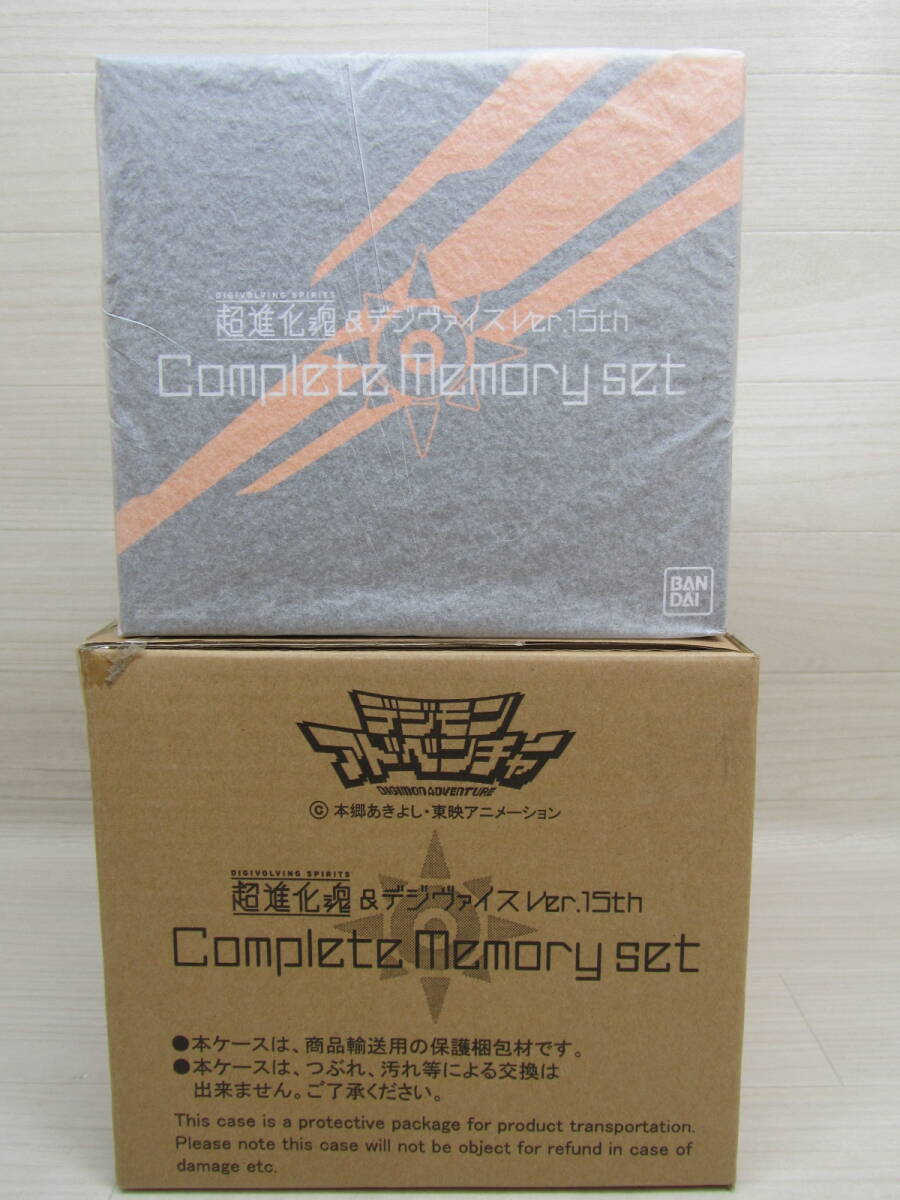 DIGIVOLVING SPIRITS
超進化魂&デジヴァイスVer.15th
Complete Memory set
BAN
DAI
デジモン
アドベンチャー
DIGIMON ADVENTURE
©本郷あきよし・東映アニメーション
DIGIVOLVING SPIRITS
超進化魂&デジヴァイスVer.15th
Complete Memory set
●本ケースは、商品輸送用の保護梱包材です。
●本ケースは、つぶれ、汚れ等による交換は
出来ません。ご了承ください。
This case is a protective package for product transportation.
Please note this case will not be object for refund in case of
damage etc.